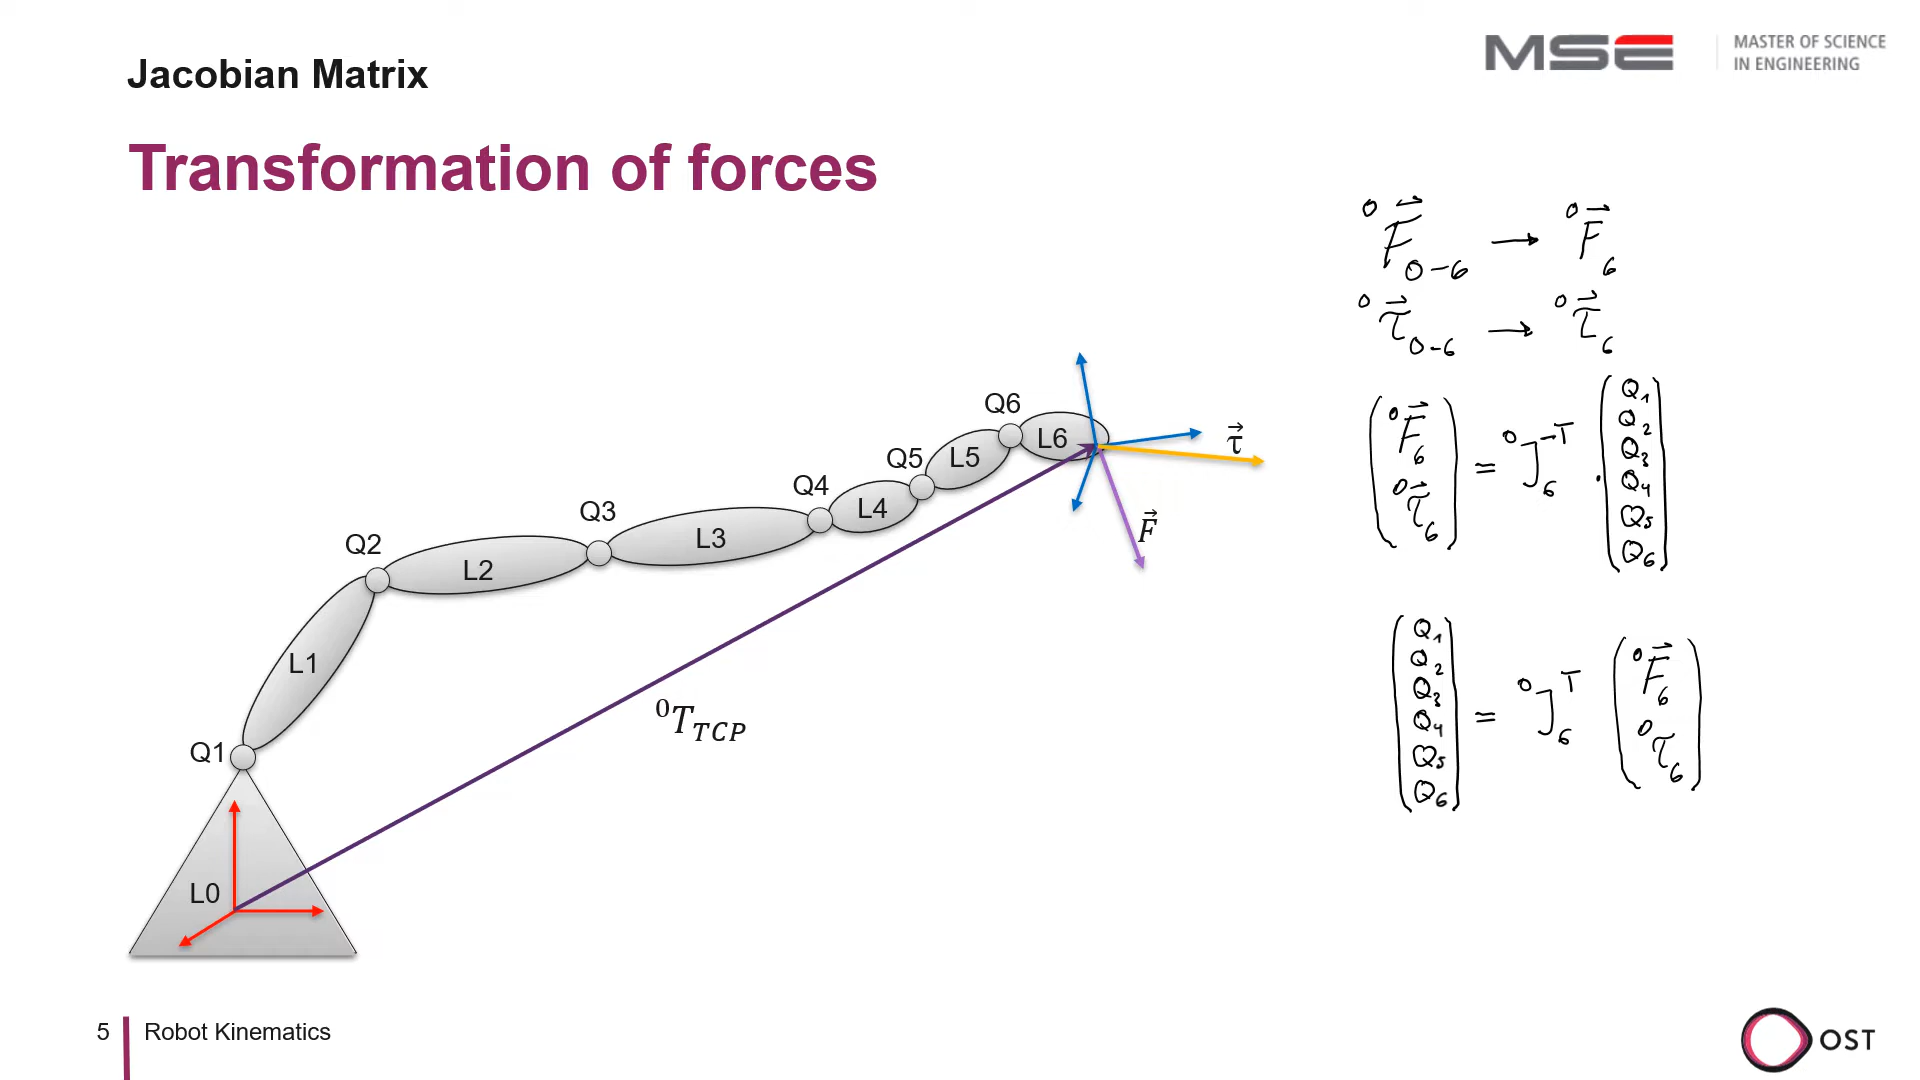 Jacobian Matrix
MSE
MASTER OF SCIENCE
IN ENGINEERING
Transformation of forces
⁰F⃗₀₋₆ → ⁰F⃗₆
⁰τ⃗₀₋₆ → ⁰τ⃗₆
(⁰F⃗₆ ⁰τ⃗₆) = ⁰J₆⁻ᵀ · (Q₁ Q₂ Q₃ Q₄ Q₅ Q₆)
(Q₁ Q₂ Q₃ Q₄ Q₅ Q₆) = ⁰J₆ᵀ (⁰F⃗₆ ⁰τ₆)
Q6
L6
τ⃗
Q5
L5
Q4
L4
F⃗
Q3
L3
Q2
L2
L1
⁰T_TCP
Q1
L0
5
Robot Kinematics
OST